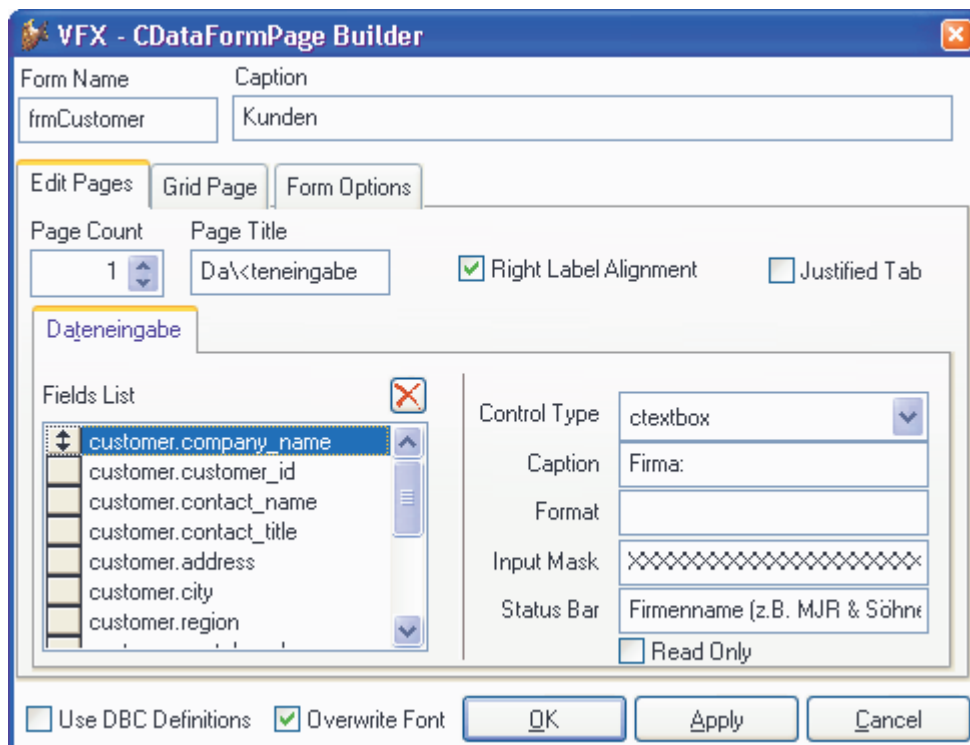 VFX - CDataFormPage Builder
Form Name Caption
frmCustomer Kunden
Edit Pages Grid Page Form Options
Page Count Page Title
1 Da\<teneingabe Right Label Alignment Justified Tab
Dateneingabe
Fields List
customer.company_name
customer.customer_id
customer.contact_name
customer.contact_title
customer.address
customer.city
customer.region
Control Type ctextbox
Caption Firma:
Format
Input Mask
Status Bar Firmenname (z.B. MJR & Söhne
Read Only
Use DBC Definitions Overwrite Font OK Apply Cancel